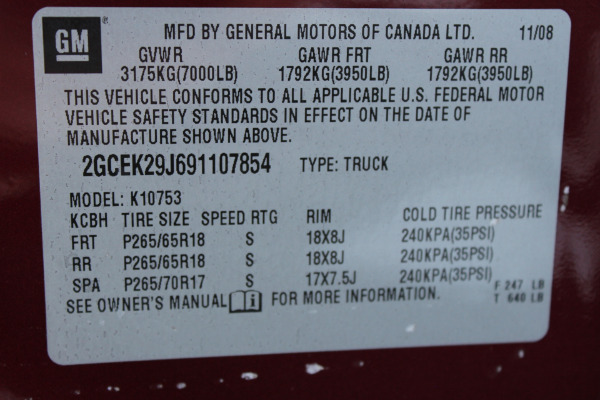 GM
MFD BY GENERAL MOTORS OF CANADA LTD. 11/08
GVWR GAWR FRT GAWR RR
3175KG(7000LB) 1792KG(3950LB) 1792KG(3950LB)
THIS VEHICLE CONFORMS TO ALL APPLICABLE U.S. FEDERAL MOTOR
VEHICLE SAFETY STANDARDS IN EFFECT ON THE DATE OF
MANUFACTURE SHOWN ABOVE.
2GCEK29J691107854 TYPE: TRUCK
MODEL: K10753
KCBH TIRE SIZE SPEED RTG RIM COLD TIRE PRESSURE
FRT P265/65R18 S 18X8J 240KPA(35PSI)
RR P265/65R18 S 18X8J 240KPA(35PSI)
SPA P265/70R17 S 17X7.5J 240KPA(35PSI)
SEE OWNER'S MANUAL i FOR MORE INFORMATION.
F 247 LB
T 640 LB